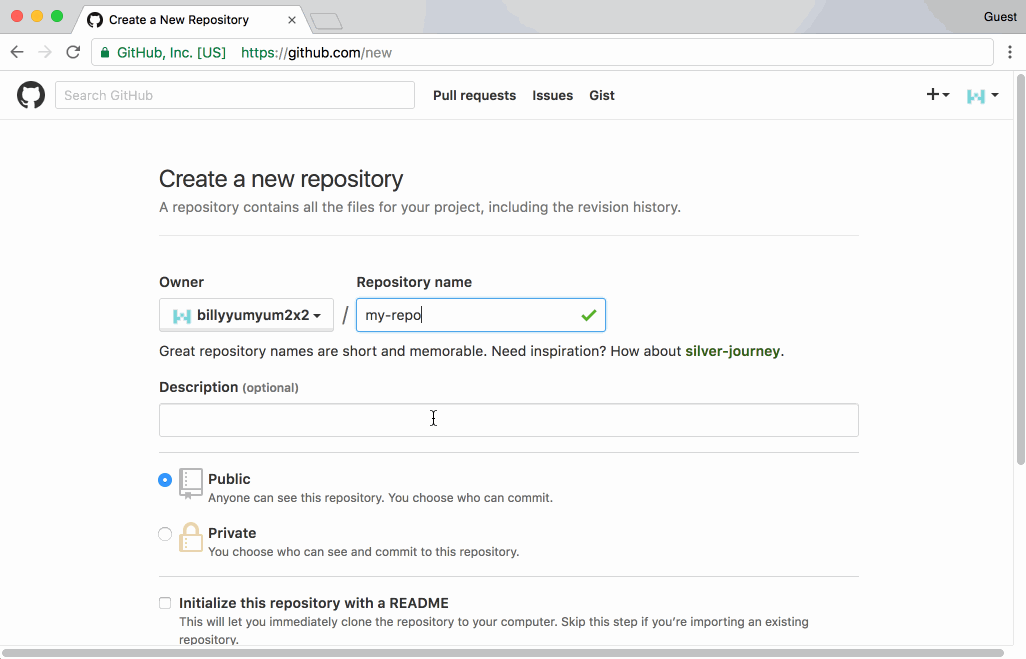 Create a New Repository
Guest
GitHub, Inc. [US] https://github.com/new
Search GitHub
Pull requests Issues Gist
Create a new repository
A repository contains all the files for your project, including the revision history.
Owner Repository name
billyyumyum2x2 / my-repo
Great repository names are short and memorable. Need inspiration? How about silver-journey.
Description (optional)
Public
Anyone can see this repository. You choose who can commit.
Private
You choose who can see and commit to this repository.
Initialize this repository with a README
This will let you immediately clone the repository to your computer. Skip this step if you’re importing an existing
repository.